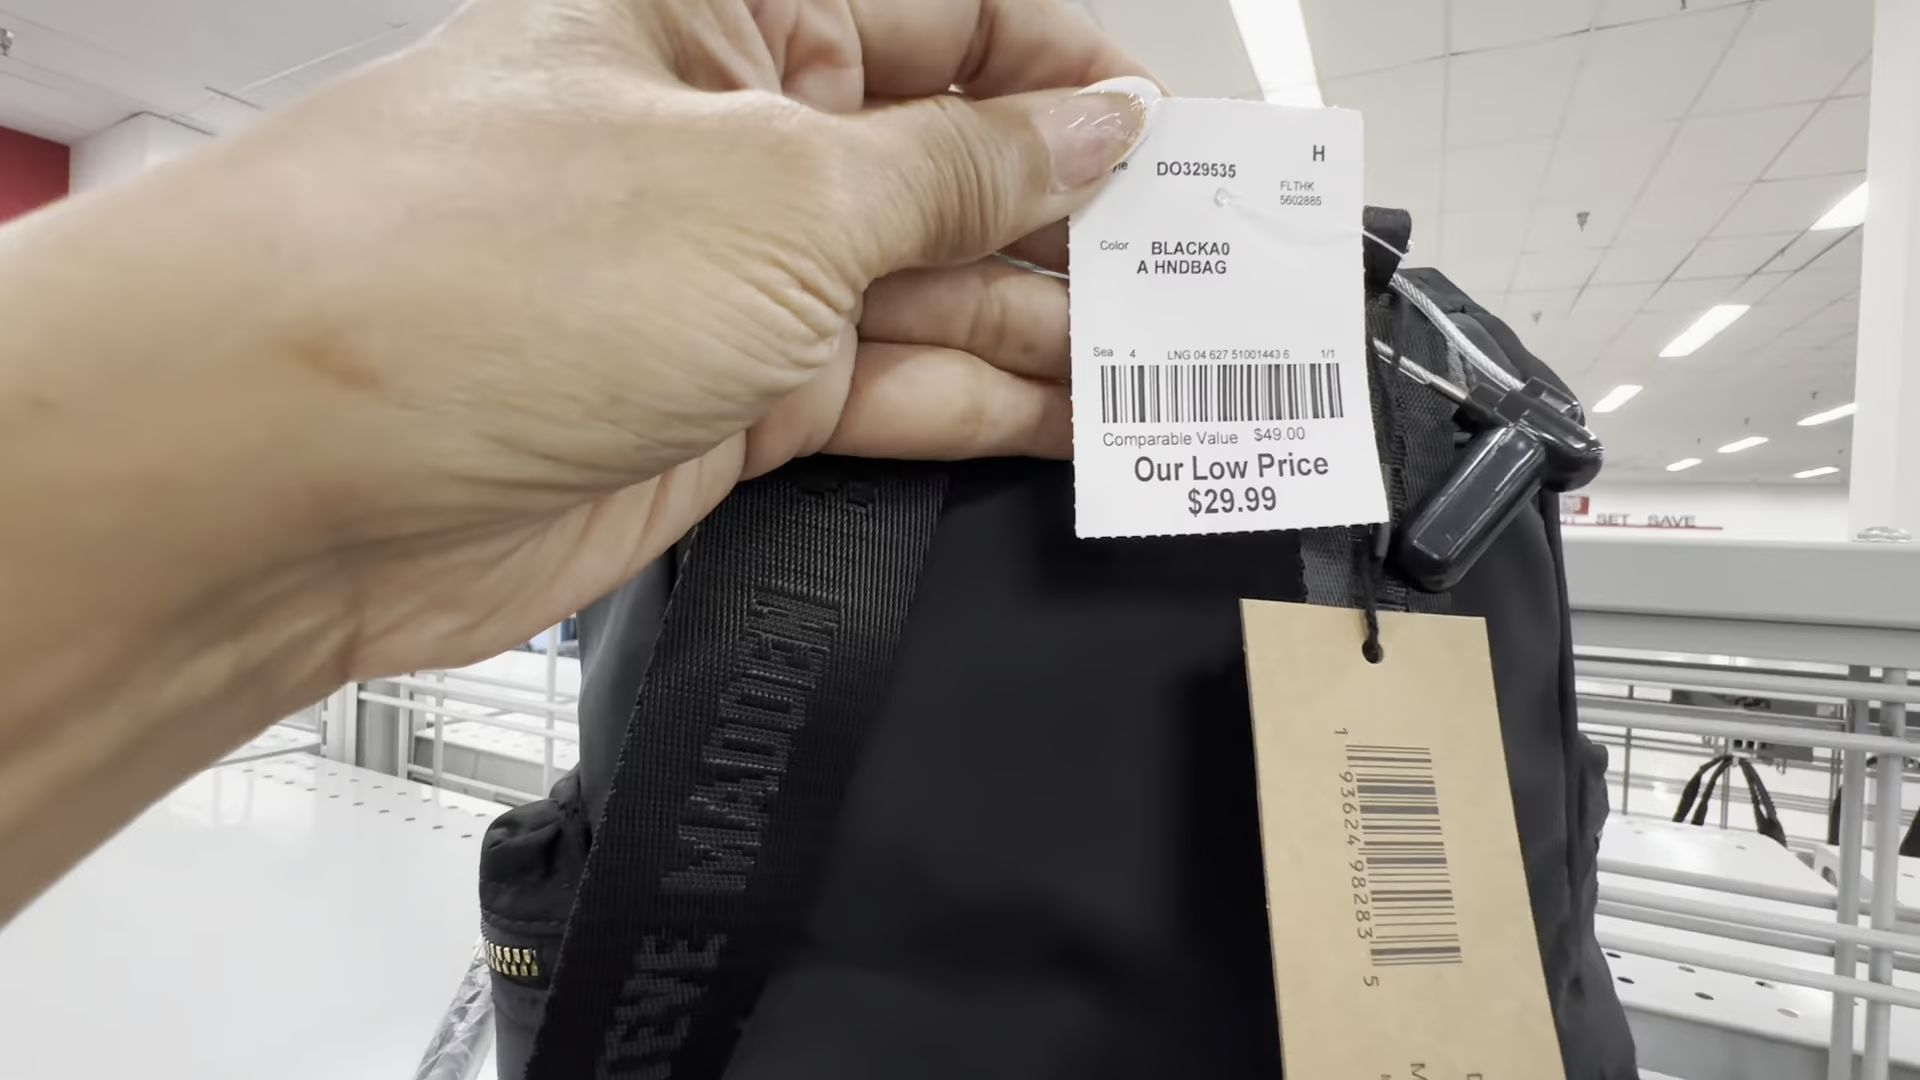 DO329535
H
FLTHK
5602885
Color BLACKA0
A HNDBAG
Sea 4 LNG 04 627 51001443 6 1/1
Comparable Value $49.00
Our Low Price
$29.99
MADDEN
SET SAVE
1 93624 98283 5